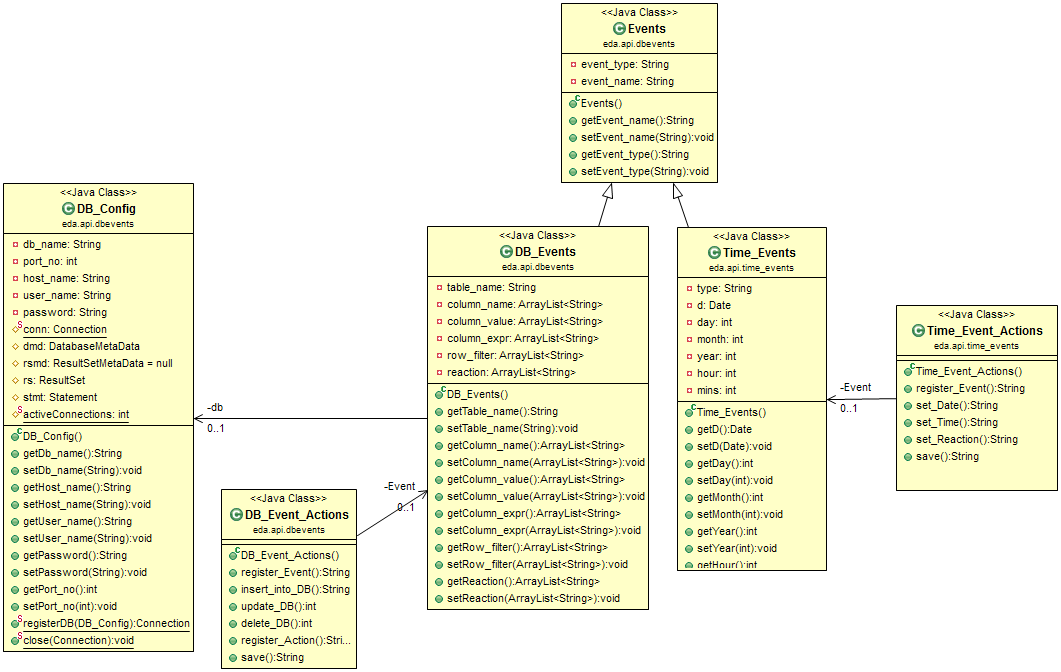 <<Java Class>>
Events
eda.api.dbevents
event_type: String
event_name: String
Events()
getEvent_name():String
setEvent_name(String):void
getEvent_type():String
setEvent_type(String):void
<<Java Class>>
DB_Config
eda.api.dbevents
db_name: String
port_no: int
host_name: String
user_name: String
password: String
conn: Connection
dmd: DatabaseMetaData
rsmd: ResultSetMetaData = null
rs: ResultSet
stmt: Statement
activeConnections: int
DB_Config()
getDb_name():String
setDb_name(String):void
getHost_name():String
setHost_name(String):void
getUser_name():String
setUser_name(String):void
getPassword():String
setPassword(String):void
getPort_no():int
setPort_no(int):void
registerDB(DB_Config):Connection
close(Connection):void
-db
0..1
<<Java Class>>
DB_Event_Actions
eda.api.dbevents
DB_Event_Actions()
register_Event():String
insert_into_DB():String
update_DB():int
delete_DB():int
register_Action():Stri...
save():String
-Event
0..1
<<Java Class>>
DB_Events
eda.api.dbevents
table_name: String
column_name: ArrayList<String>
column_value: ArrayList<String>
column_expr: ArrayList<String>
row_filter: ArrayList<String>
reaction: ArrayList<String>
DB_Events()
getTable_name():String
setTable_name(String):void
getColumn_name():ArrayList<String>
setColumn_name(ArrayList<String>):void
getColumn_value():ArrayList<String>
setColumn_value(ArrayList<String>):void
getColumn_expr():ArrayList<String>
setColumn_expr(ArrayList<String>):void
getRow_filter():ArrayList<String>
setRow_filter(ArrayList<String>):void
getReaction():ArrayList<String>
setReaction(ArrayList<String>):void
<<Java Class>>
Time_Events
eda.api.time_events
type: String
d: Date
day: int
month: int
year: int
hour: int
mins: int
Time_Events()
getD():Date
setD(Date):void
getDay():int
setDay(int):void
getMonth():int
setMonth(int):void
getYear():int
setYear(int):void
getHour():int
-Event
0..1
<<Java Class>>
Time_Event_Actions
eda.api.time_events
Time_Event_Actions()
register_Event():String
set_Date():String
set_Time():String
set_Reaction():String
save():String